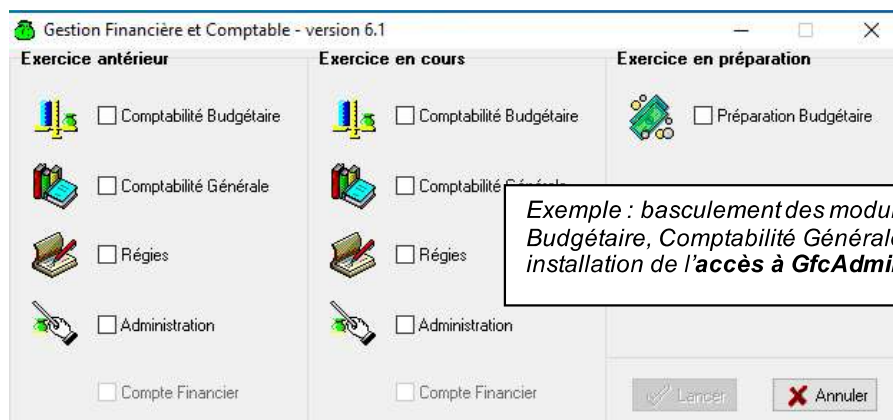 Gestion Financière et Comptable - version 6.1
Exercice antérieur
Exercice en cours
Exercice en préparation
Comptabilité Budgétaire
Comptabilité Budgétaire
Préparation Budgétaire
Comptabilité Générale
Comptabilité
Exemple : basculement des modu
Budgétaire, Comptabilité Générale
installation de l'accès à GfcAdmi
Régies
Régies
Administration
Administration
Compte Financier
Compte Financier
Lancer
Annuler